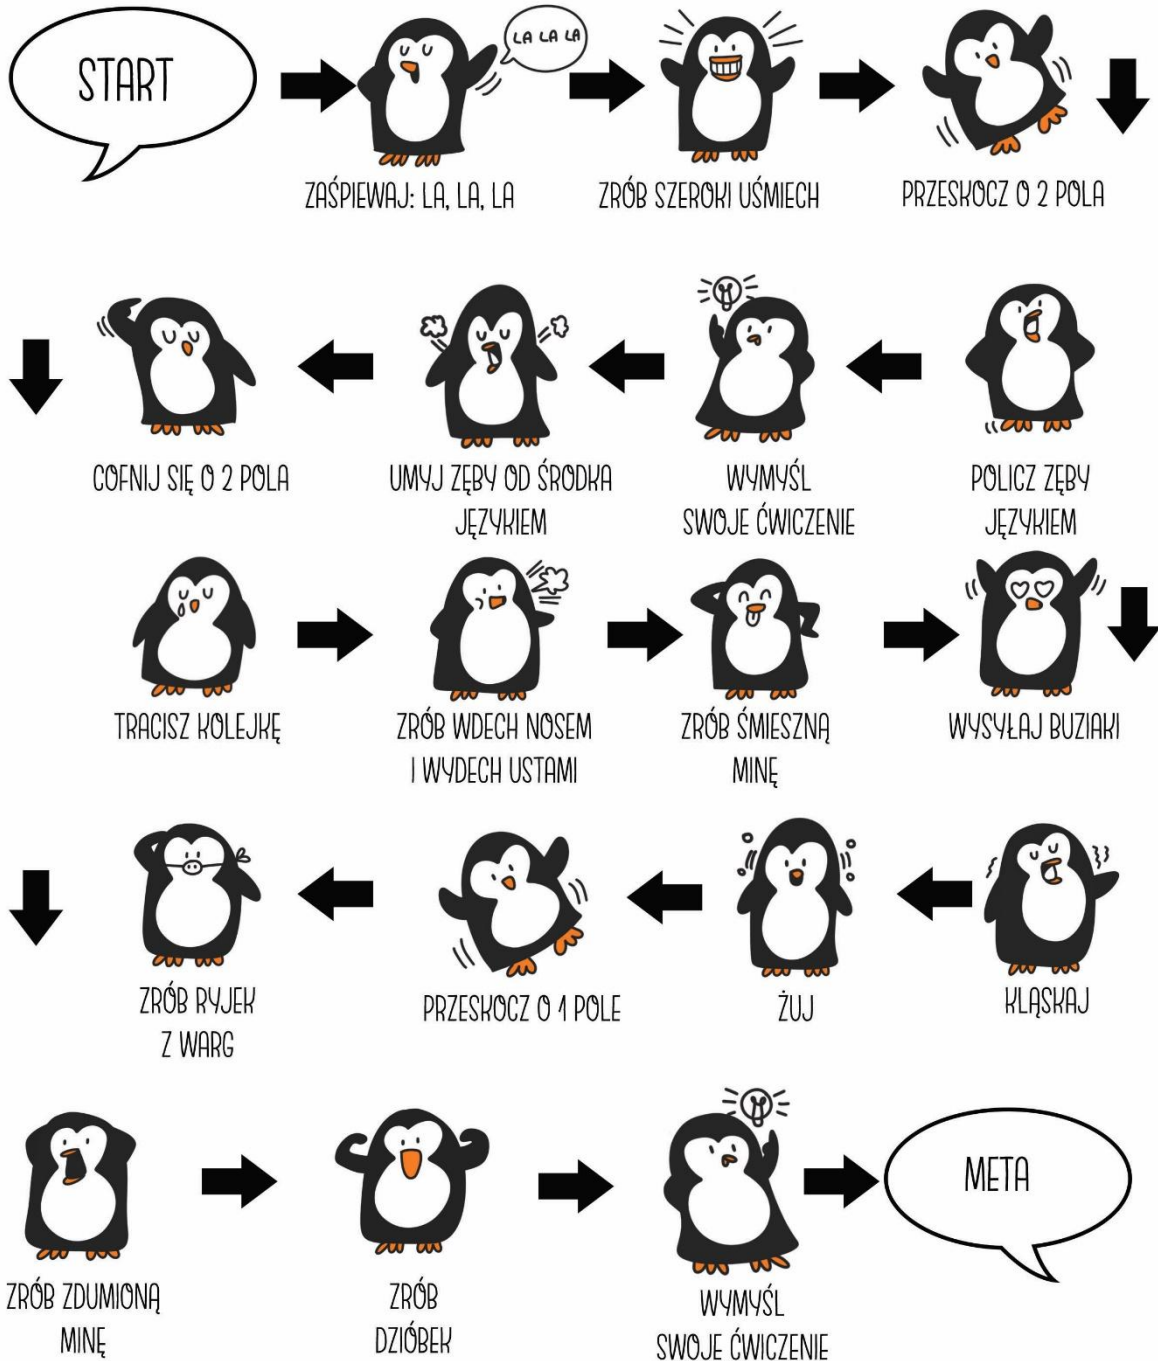 START
LA LA LA
ZAŚPIEWAJ: LA, LA, LA
ZRÓB SZEROKI UŚMIECH
PRZESKOCZ O 2 POLA
COFNIJ SIĘ O 2 POLA
UMYJ ZĘBY OD ŚRODKA
JĘZYKIEM
WYMYŚL
SWOJE ĆWICZENIE
POLICZ ZĘBY
JĘZYKIEM
TRACISZ KOLEJKĘ
ZRÓB WDECH NOSEM
I WYDECH USTAMI
ZRÓB ŚMIESZNĄ
MINĘ
WYSYŁAJ BUZIAKI
ZRÓB RYJEK
Z WARG
PRZESKOCZ O 1 POLE
ŻUJ
KLĄSKAJ
ZRÓB ZDUMIONĄ
MINĘ
ZRÓB
DZIÓBEK
WYMYŚL
SWOJE ĆWICZENIE
META